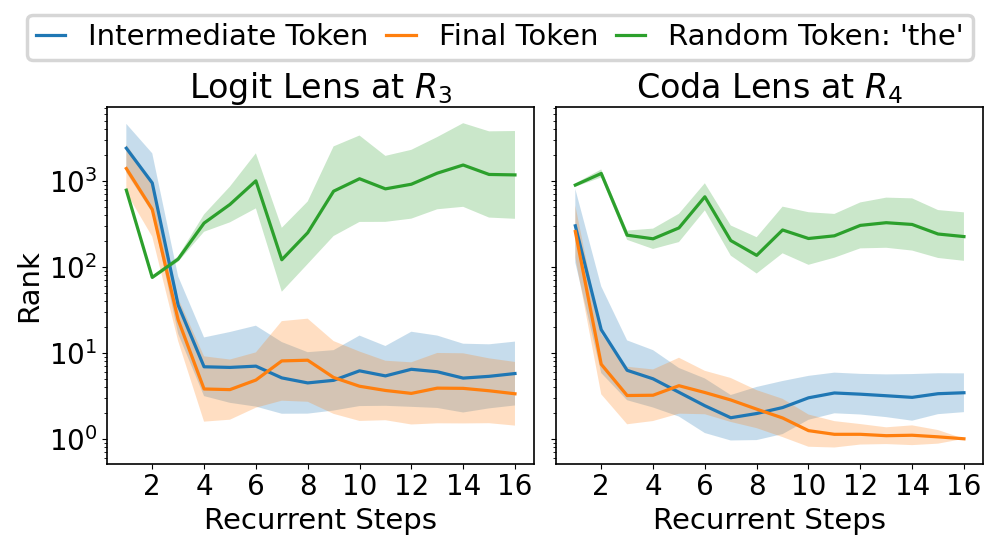 Intermediate Token Final Token Random Token: 'the'
Logit Lens at R₃ Coda Lens at R₄
Rank
10³
10²
10¹
10⁰
2 4 6 8 10 12 14 16 2 4 6 8 10 12 14 16
Recurrent Steps Recurrent Steps